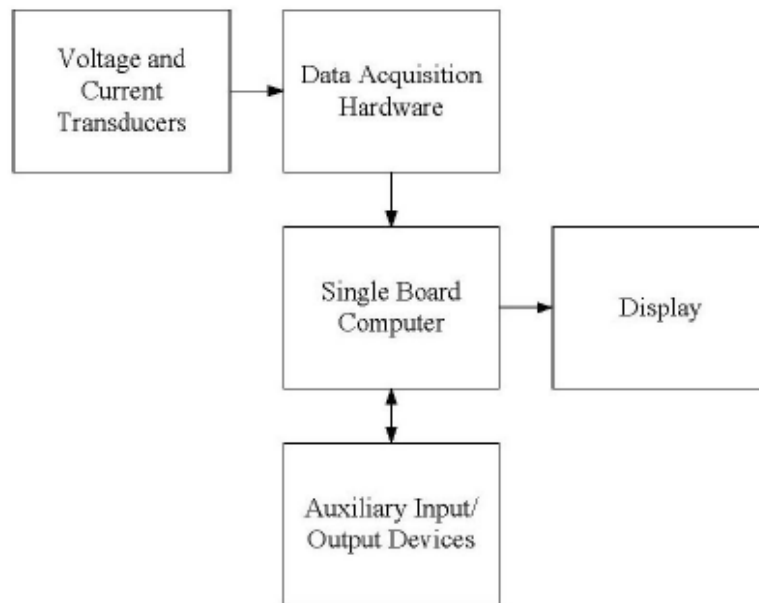 Voltage and
Current
Transducers
Data Acquisition
Hardware
Single Board
Computer
Display
Auxiliary Input/
Output Devices